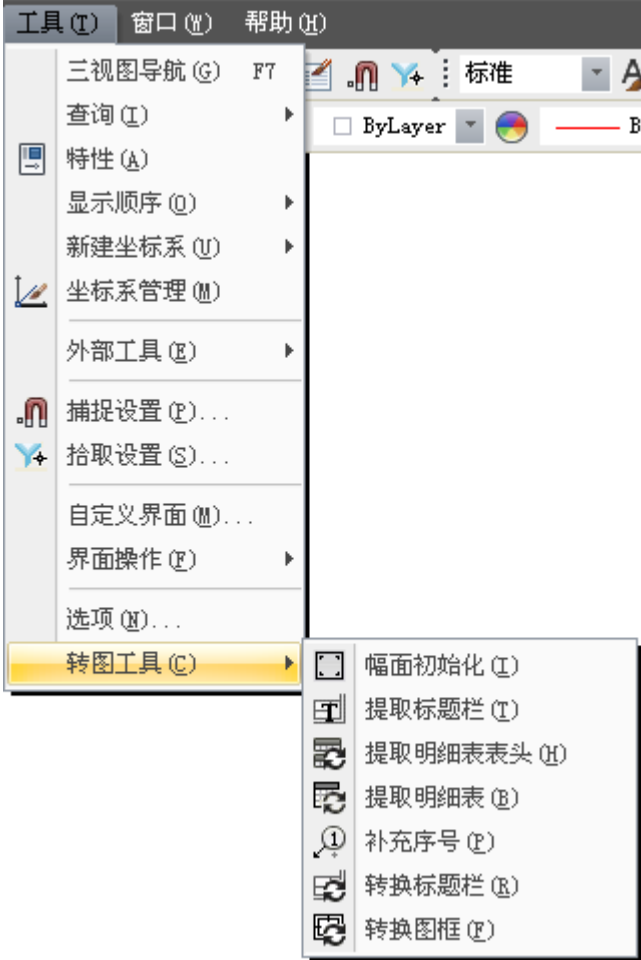 工具(T) 窗口(W) 帮助(H)
三视图导航(G) F7
标准
查询(I)
ByLayer
B
特性(A)
显示顺序(O)
新建坐标系(U)
坐标系管理(M)
外部工具(E)
捕捉设置(P)...
拾取设置(S)...
自定义界面(M)...
界面操作(F)
选项(N)...
转图工具(C)
幅面初始化(I)
提取标题栏(T)
提取明细表表头(H)
提取明细表(B)
补充序号(P)
转换标题栏(R)
转换图框(F)